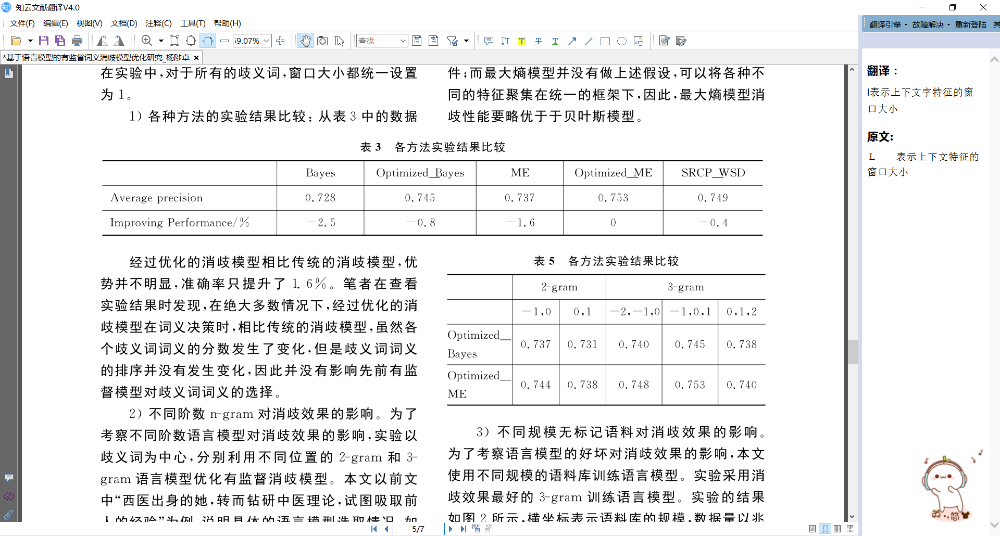 知云文献翻译V4.0
文件(F) 编辑(E) 视图(V) 文档(D) 注释(C) 工具(T) 帮助(H)
翻译引擎 故障解决 重新登陆 其
59.07% 查找
*基于语言模型的有监督词义消歧模型优化研究_杨陟卓
在实验中,对于所有的歧义词,窗口大小都统一设置
为 1。
1) 各种方法的实验结果比较: 从表 3 中的数据
件;而最大熵模型并没有做上述假设,可以将各种不
同的特征聚集在统一的框架下,因此,最大熵模型消
歧性能要略优于于贝叶斯模型。
表 3 各方法实验结果比较
Bayes Optimized_Bayes ME Optimized_ME SRCP_WSD
Average precision 0.728 0.745 0.737 0.753 0.749
Improving Performance/% -2.5 -0.8 -1.6 0 -0.4
经过优化的消歧模型相比传统的消歧模型,优
势并不明显,准确率只提升了 1.6%。笔者在查看
实验结果时发现,在绝大多数情况下,经过优化的消
歧模型在词义决策时,相比传统的消歧模型,虽然各
个歧义词词义的分数发生了变化,但是歧义词词义
的排序并没有发生变化,因此并没有影响先前有监
督模型对歧义词词义的选择。
2) 不同阶数 n-gram 对消歧效果的影响。为了
考察不同阶数语言模型对消歧效果的影响,实验以
歧义词为中心,分别利用不同位置的 2-gram 和 3-
gram 语言模型优化有监督消歧模型。本文以前文
中“西医出身的她,转而钻研中医理论,试图吸取前
人的经验”为例,说明具体的语言模型选取情况,如
表 5 各方法实验结果比较
2-gram 3-gram
-1,0 0,1 -2,-1,0 -1,0,1 0,1,2
Optimized_
Bayes 0.737 0.731 0.740 0.745 0.738
Optimized_
ME 0.744 0.738 0.748 0.753 0.740
3) 不同规模无标记语料对消歧效果的影响。
为了考察语言模型的好坏对消歧效果的影响,本文
使用不同规模的语料库训练语言模型。实验采用消
歧效果最好的 3-gram 训练语言模型。实验的结果
如图 2 所示,横坐标表示语料库的规模,数据量以兆
5/7
翻译：
l表示上下文字特征的窗
口大小
原文:
L 表示上下文特征的
窗口大小
英 简